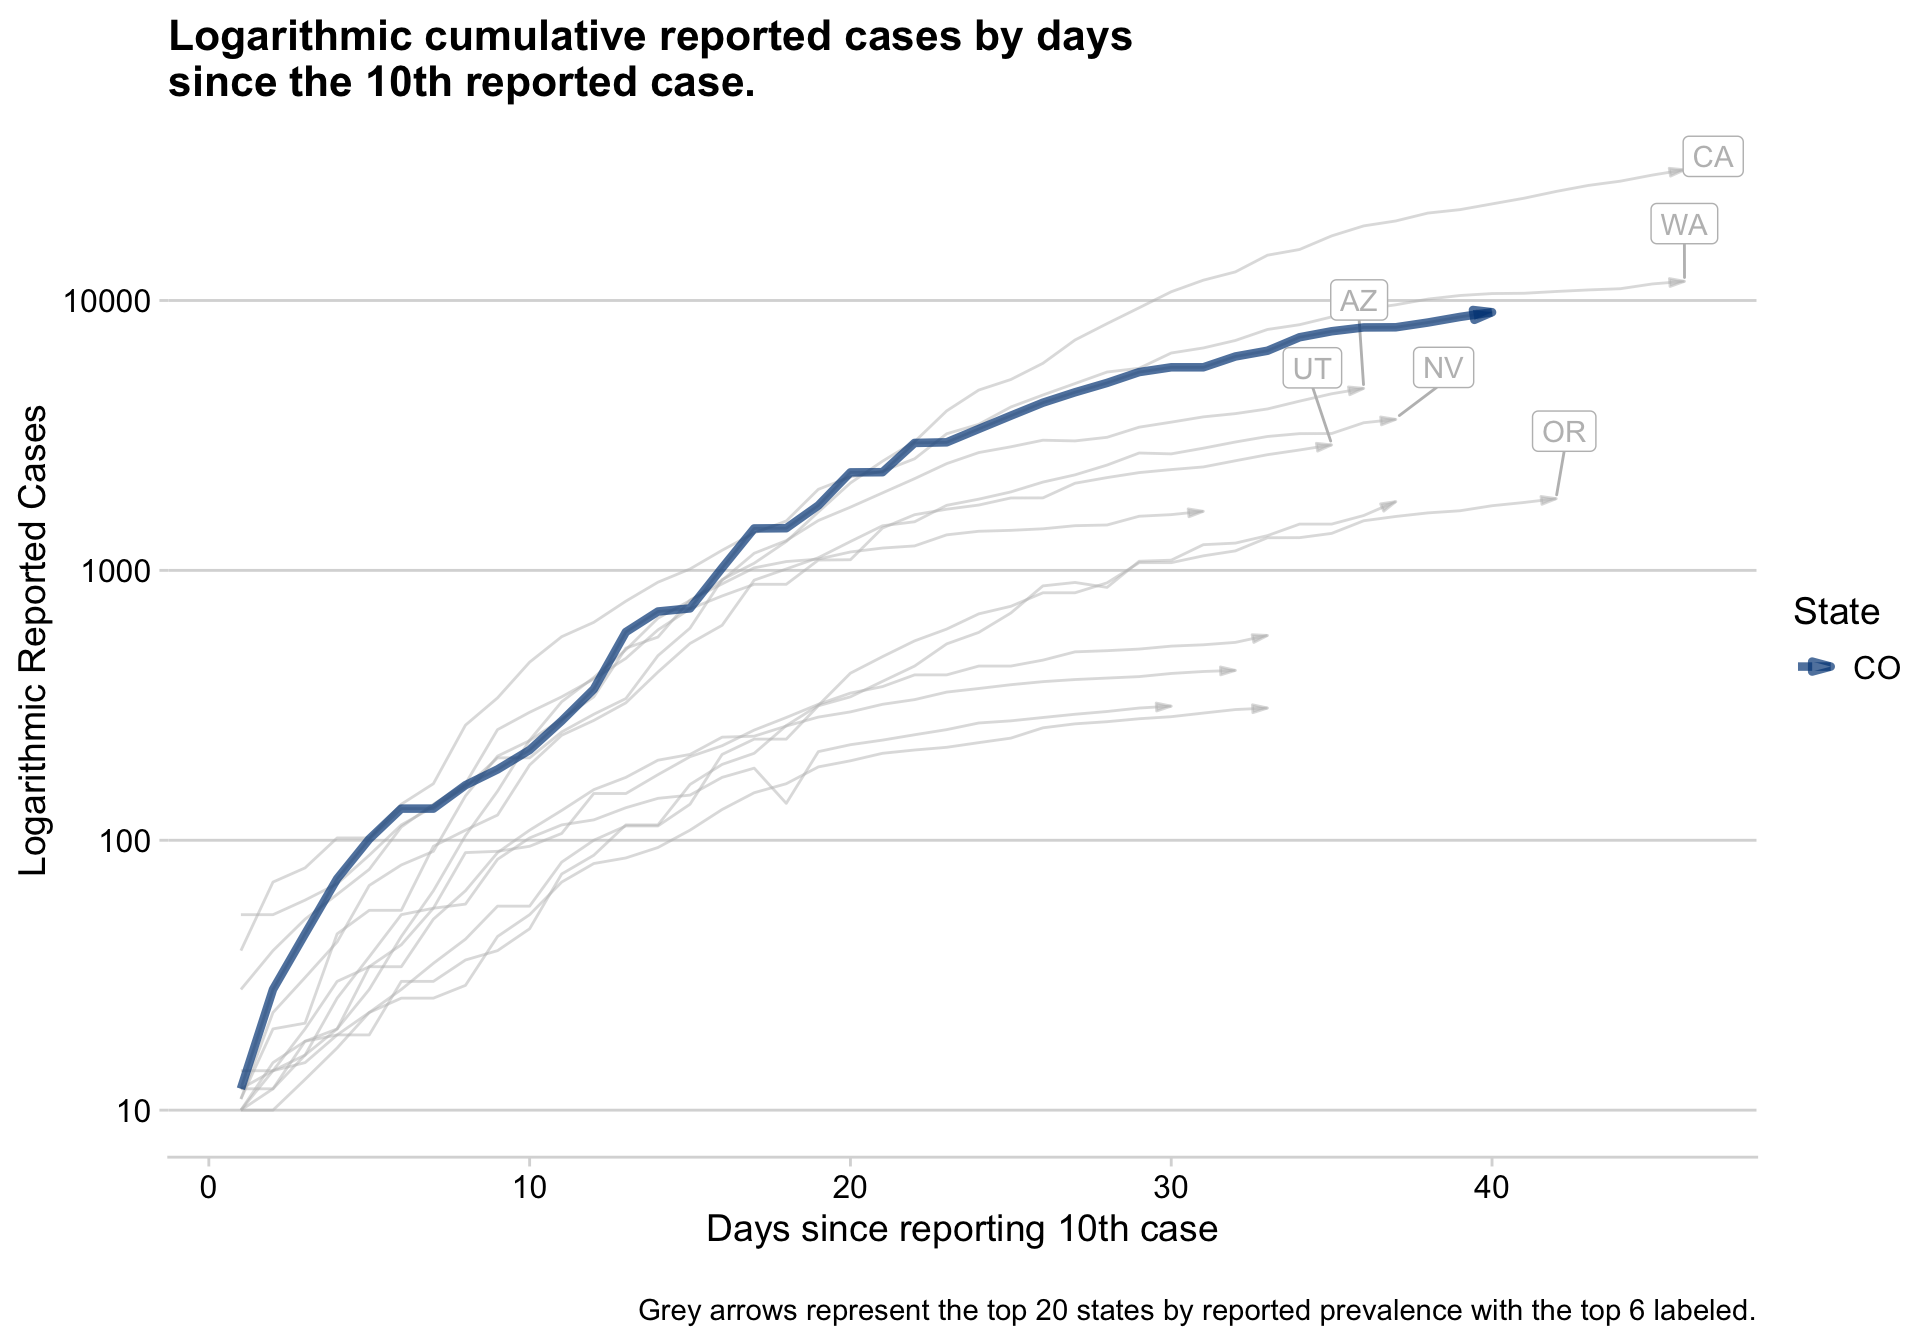 Logarithmic cumulative reported cases by days
since the 10th reported case.
CA
WA
AZ
UT
NV
OR
10000
1000
100
10
Logarithmic Reported Cases
State
CO
0
10
20
30
40
Days since reporting 10th case
Grey arrows represent the top 20 states by reported prevalence with the top 6 labeled.